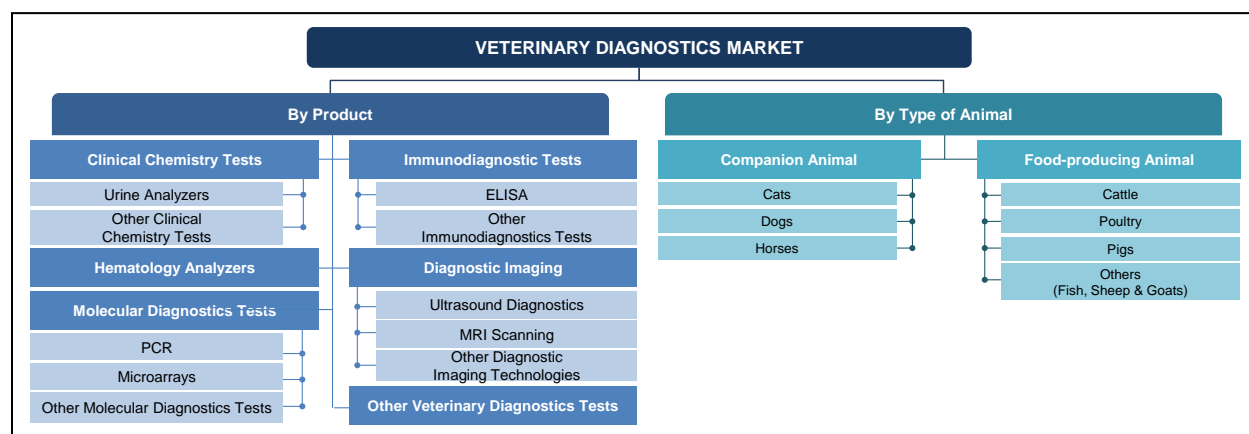 VETERINARY DIAGNOSTICS MARKET
By Product
Clinical Chemistry Tests
Urine Analyzers
Other Clinical
Chemistry Tests
Hematology Analyzers
Molecular Diagnostics Tests
PCR
Microarrays
Other Molecular Diagnostics Tests
Immunodiagnostic Tests
ELISA
Other
Immunodiagnostics Tests
Diagnostic Imaging
Ultrasound Diagnostics
MRI Scanning
Other Diagnostic
Imaging Technologies
Other Veterinary Diagnostics Tests
By Type of Animal
Companion Animal
Cats
Dogs
Horses
Food-producing Animal
Cattle
Poultry
Pigs
Others
(Fish, Sheep & Goats)